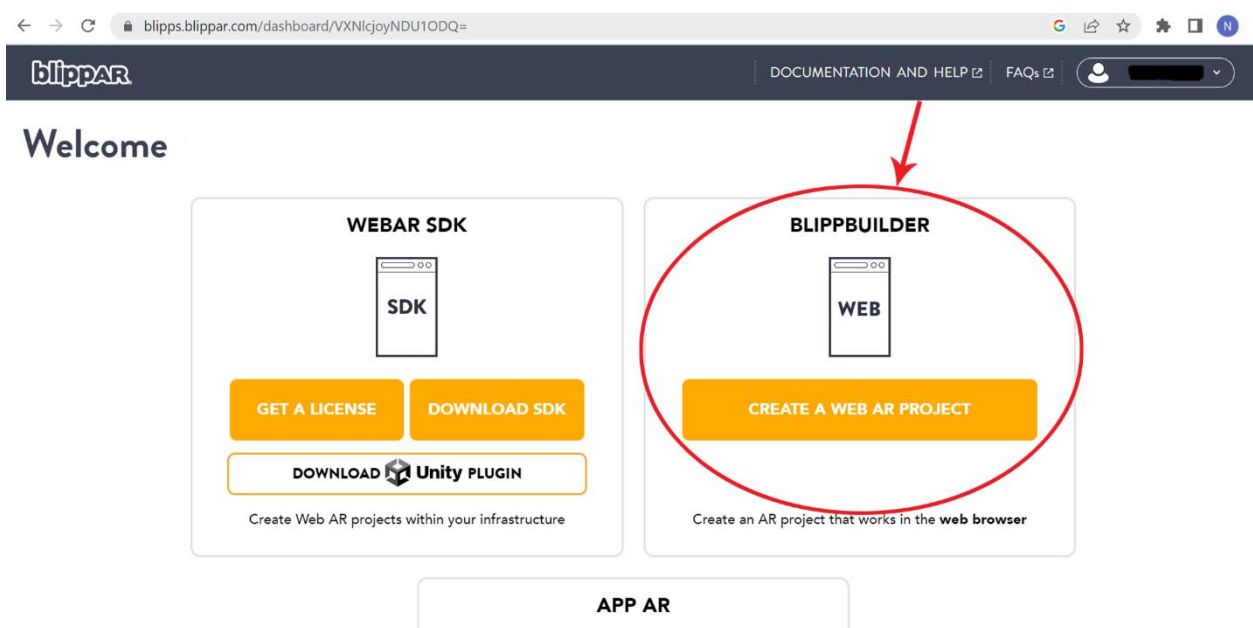 blipps.blippar.com/dashboard/VXNlcjoyNDU1ODQ=
G
N
blippAR
DOCUMENTATION AND HELP
FAQs
Welcome
WEBAR SDK
SDK
GET A LICENSE
DOWNLOAD SDK
DOWNLOAD Unity PLUGIN
Create Web AR projects within your infrastructure
BLIPPBUILDER
WEB
CREATE A WEB AR PROJECT
Create an AR project that works in the web browser
APP AR